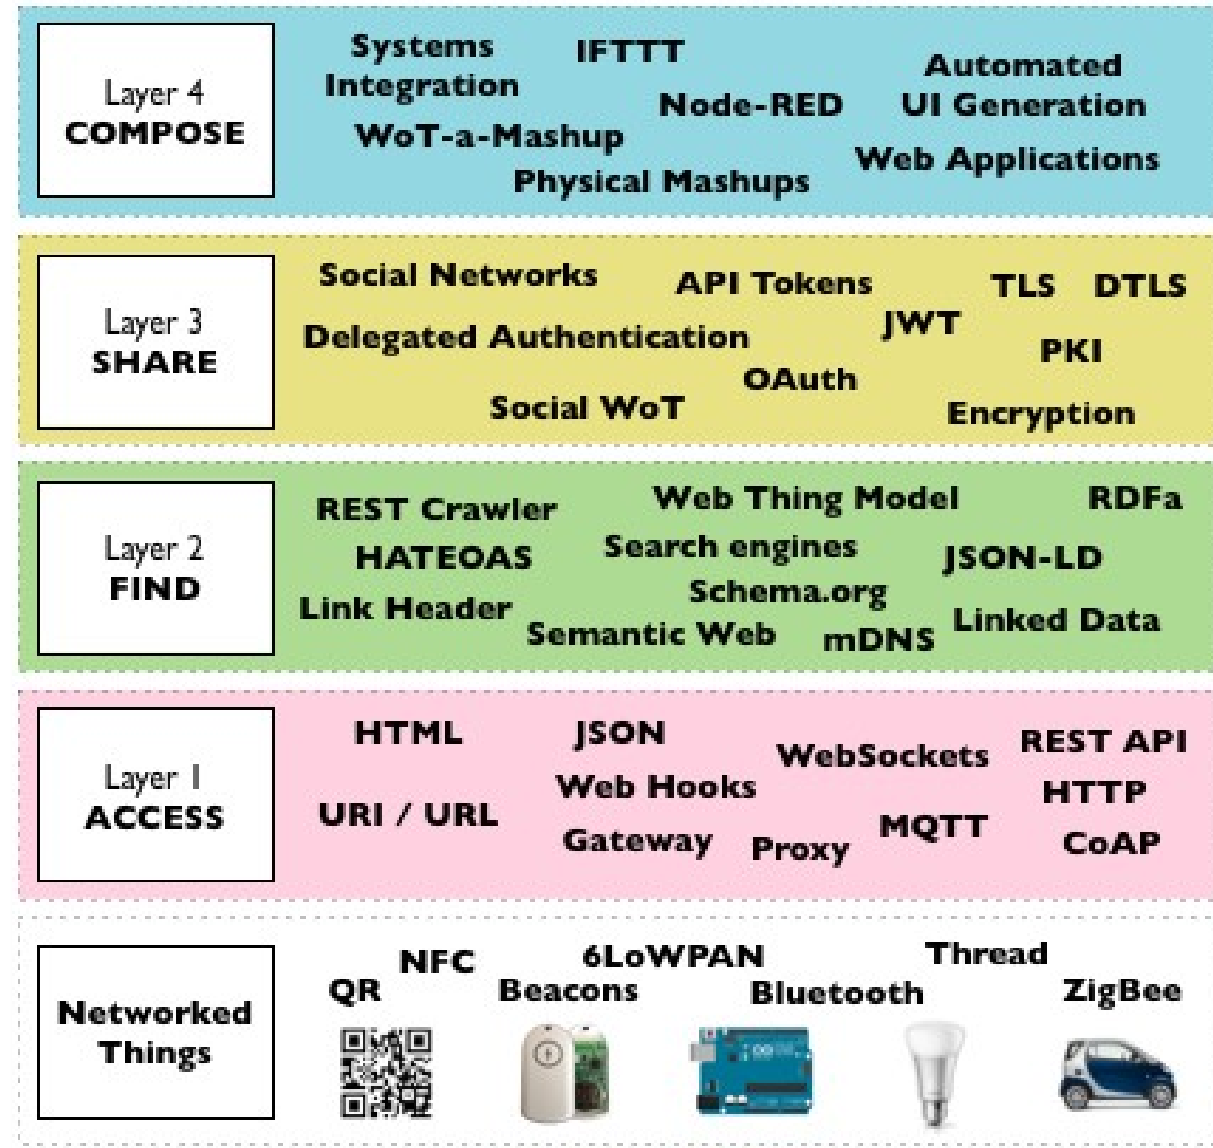 Layer 4
COMPOSE
Systems
Integration
IFTTT
Node-RED
Automated
UI Generation
WoT-a-Mashup
Physical Mashups
Web Applications
Layer 3
SHARE
Social Networks
API Tokens
TLS
DTLS
JWT
Delegated Authentication
PKI
OAuth
Social WoT
Encryption
Layer 2
FIND
REST Crawler
Web Thing Model
RDFa
HATEOAS
Search engines
JSON-LD
Schema.org
Link Header
Semantic Web
mDNS
Linked Data
Layer 1
ACCESS
HTML
JSON
WebSockets
REST API
Web Hooks
HTTP
URI / URL
Gateway
Proxy
MQTT
CoAP
Networked
Things
NFC
6LoWPAN
Thread
QR
Beacons
Bluetooth
ZigBee